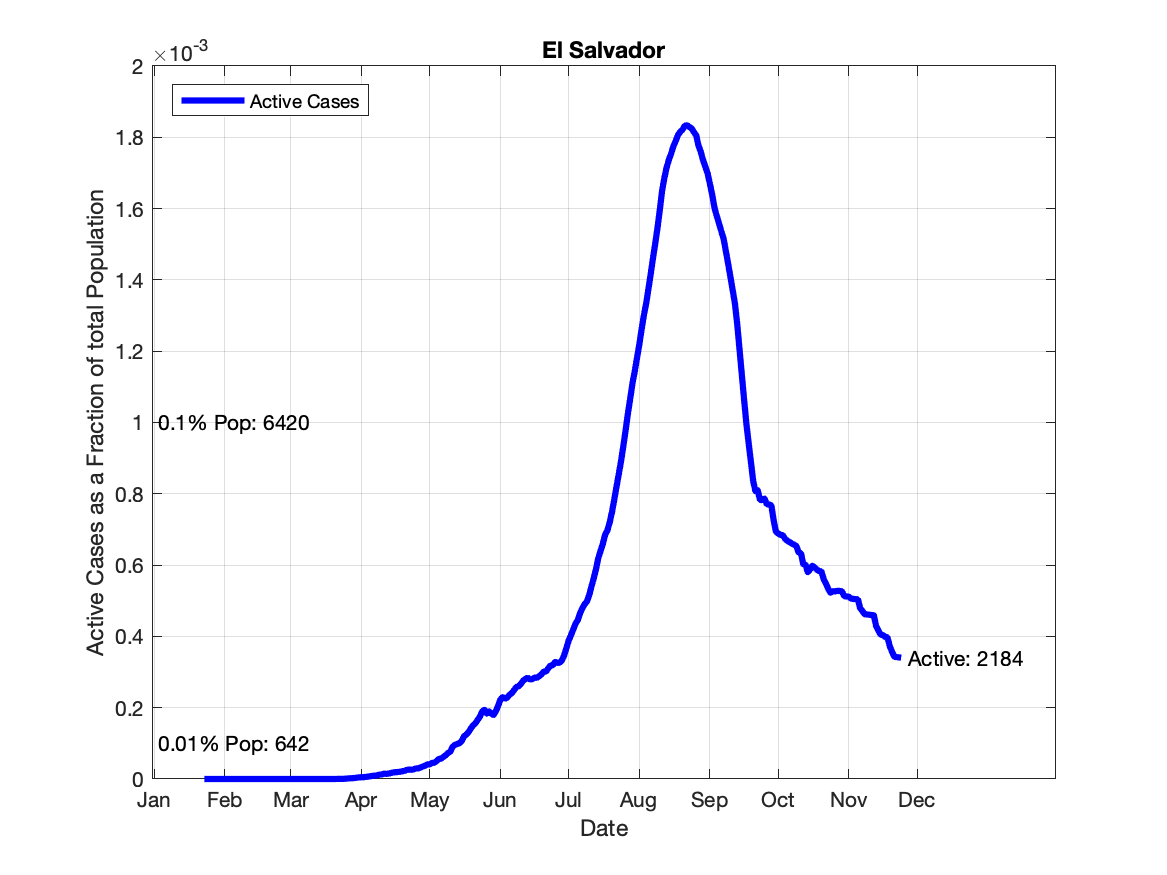 El Salvador
×10-3
Active Cases
2
1.8
1.6
1.4
1.2
1
0.8
0.6
0.4
0.2
0
0.1% Pop: 6420
0.01% Pop: 642
Active: 2184
Active Cases as a Fraction of total Population
Jan Feb Mar Apr May Jun Jul Aug Sep Oct Nov Dec
Date